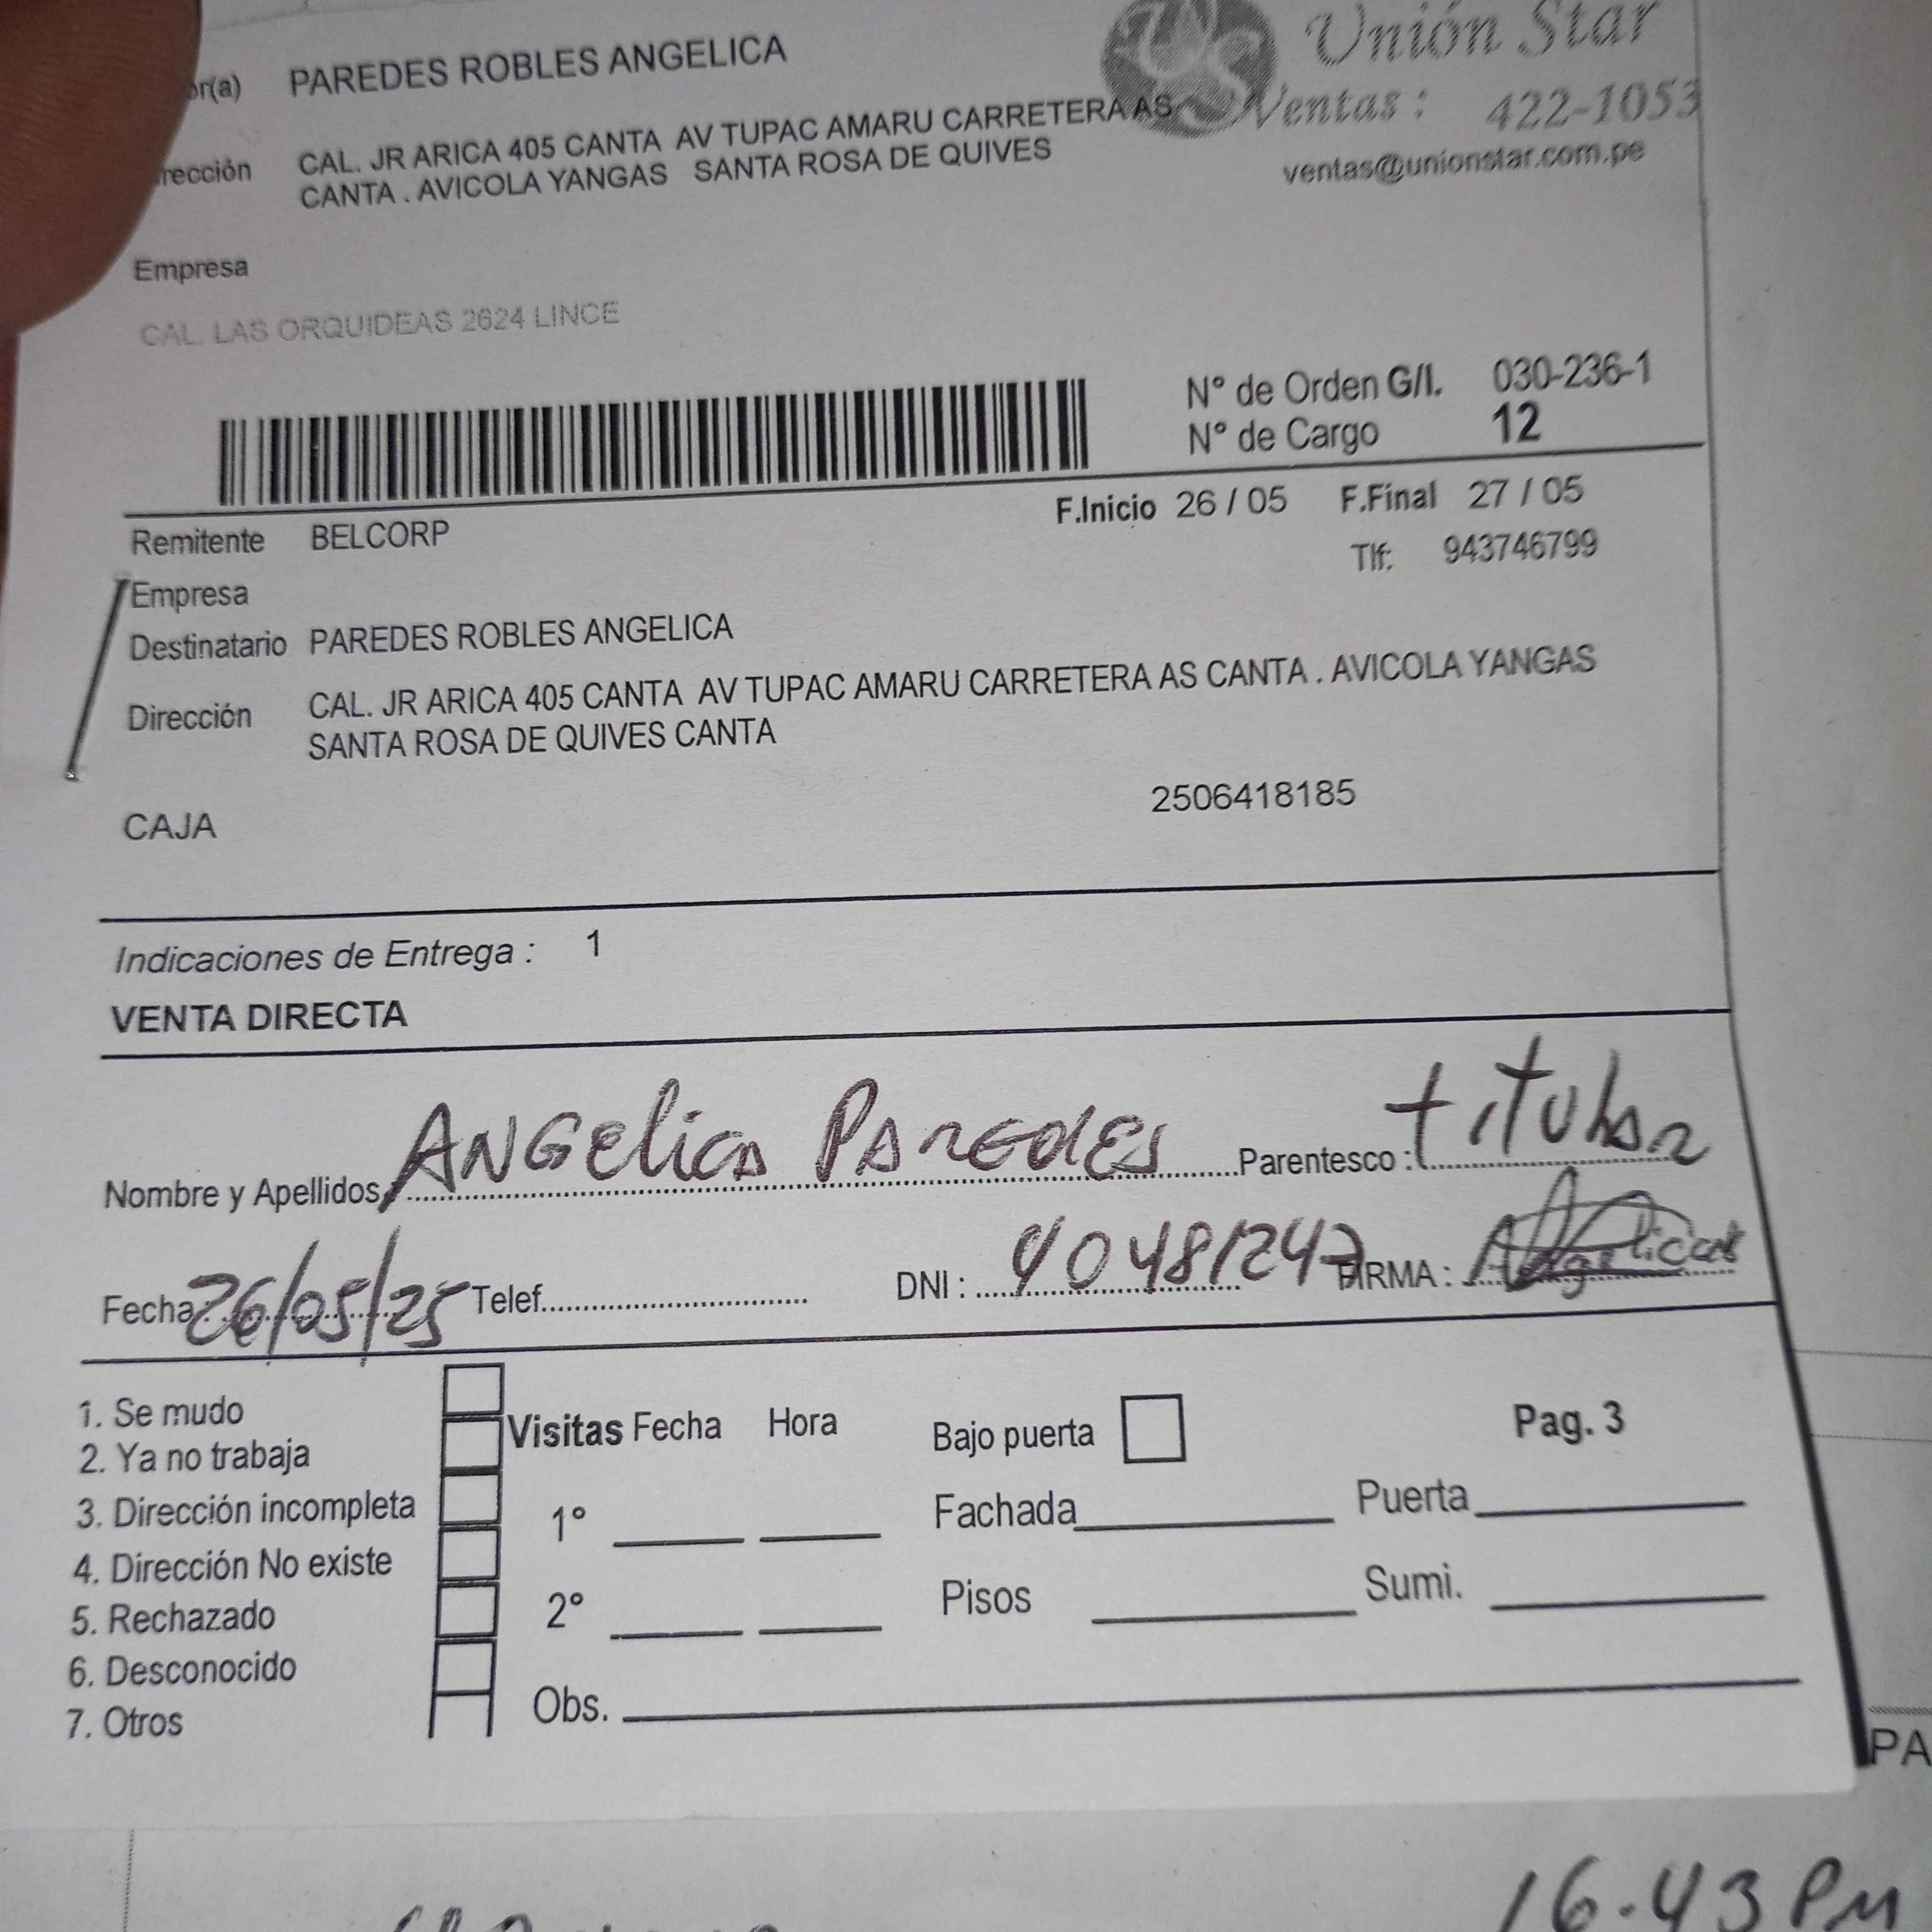 or(a) PAREDES ROBLES ANGELICA
Unión Star
Ventas : 422-1053
ventas@unionstar.com.pe
rección CAL. JR ARICA 405 CANTA AV TUPAC AMARU CARRETERA AS
CANTA . AVICOLA YANGAS SANTA ROSA DE QUIVES
Empresa
CAL. LAS ORQUIDEAS 2624 LINCE
N° de Orden G/I. 030-236-1
N° de Cargo 12
F.Inicio 26 / 05 F.Final 27 / 05
Remitente BELCORP
Tlf: 943746799
Empresa
Destinatario PAREDES ROBLES ANGELICA
Dirección CAL. JR ARICA 405 CANTA AV TUPAC AMARU CARRETERA AS CANTA . AVICOLA YANGAS
SANTA ROSA DE QUIVES CANTA
CAJA 2506418185
Indicaciones de Entrega : 1
VENTA DIRECTA
Nombre y Apellidos ANGElica PAREdES Parentesco : tiTular
Fecha 26/05/25 Telef. DNI : 40481247 FIRMA : Angelica
1. Se mudo
2. Ya no trabaja
3. Dirección incompleta
4. Dirección No existe
5. Rechazado
6. Desconocido
7. Otros
Visitas Fecha Hora
1°
2°
Obs.
Bajo puerta
Pag. 3
Fachada Puerta
Pisos Sumi.
PA
16.43 PM